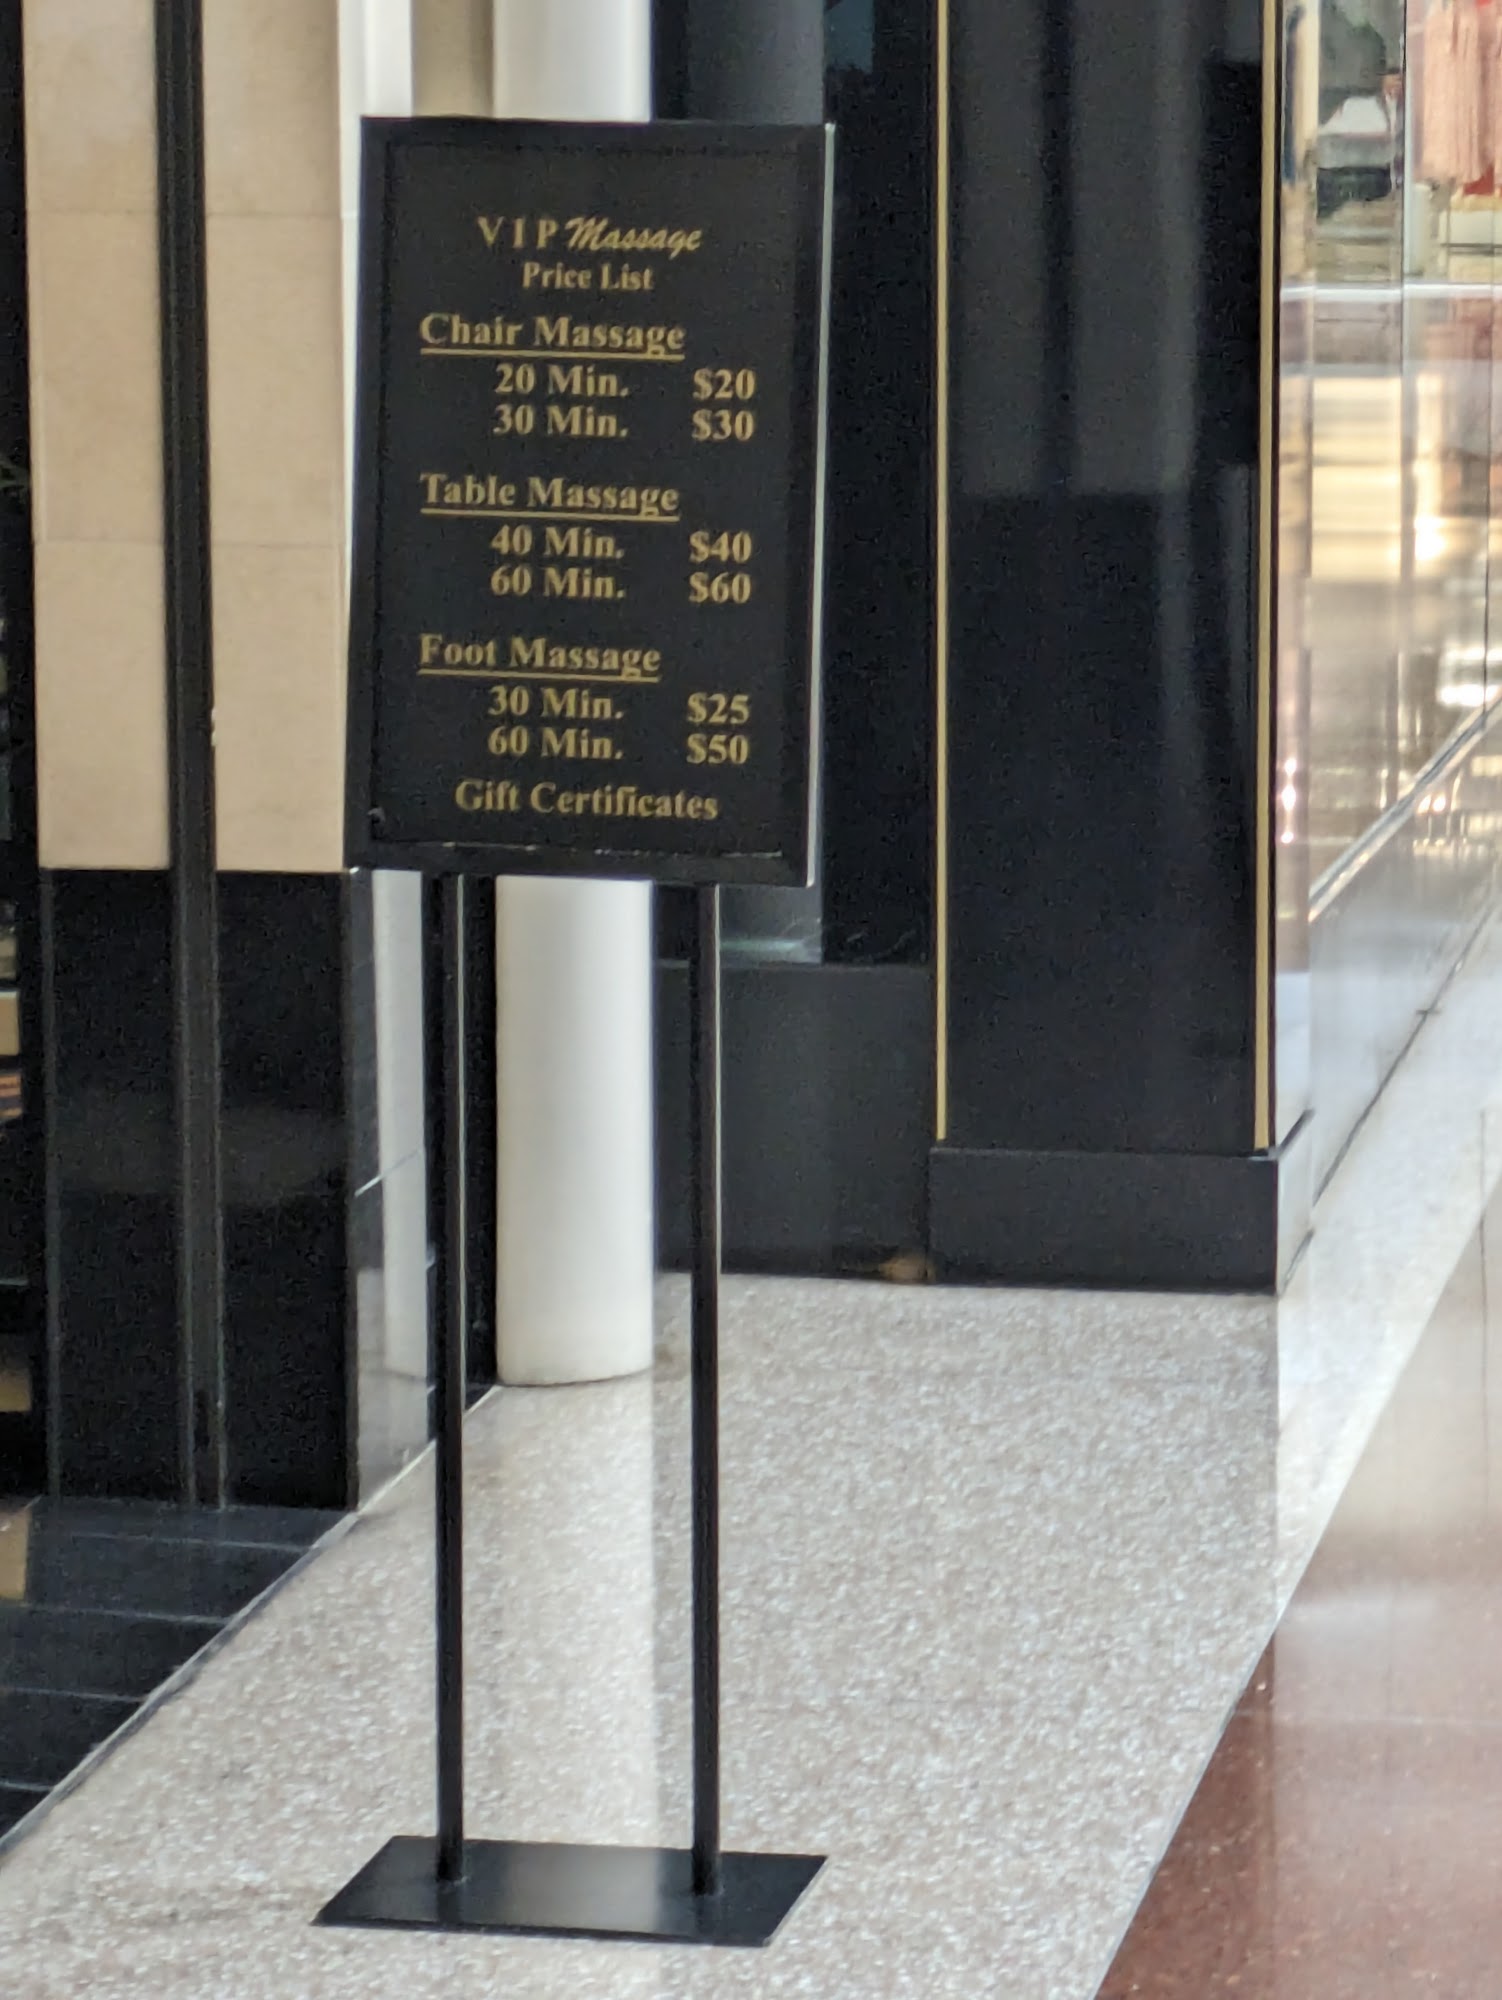 VIP Massage
Price List
Chair Massage
20 Min. $20
30 Min. $30
Table Massage
40 Min. $40
60 Min. $60
Foot Massage
30 Min. $25
60 Min. $50
Gift Certificates